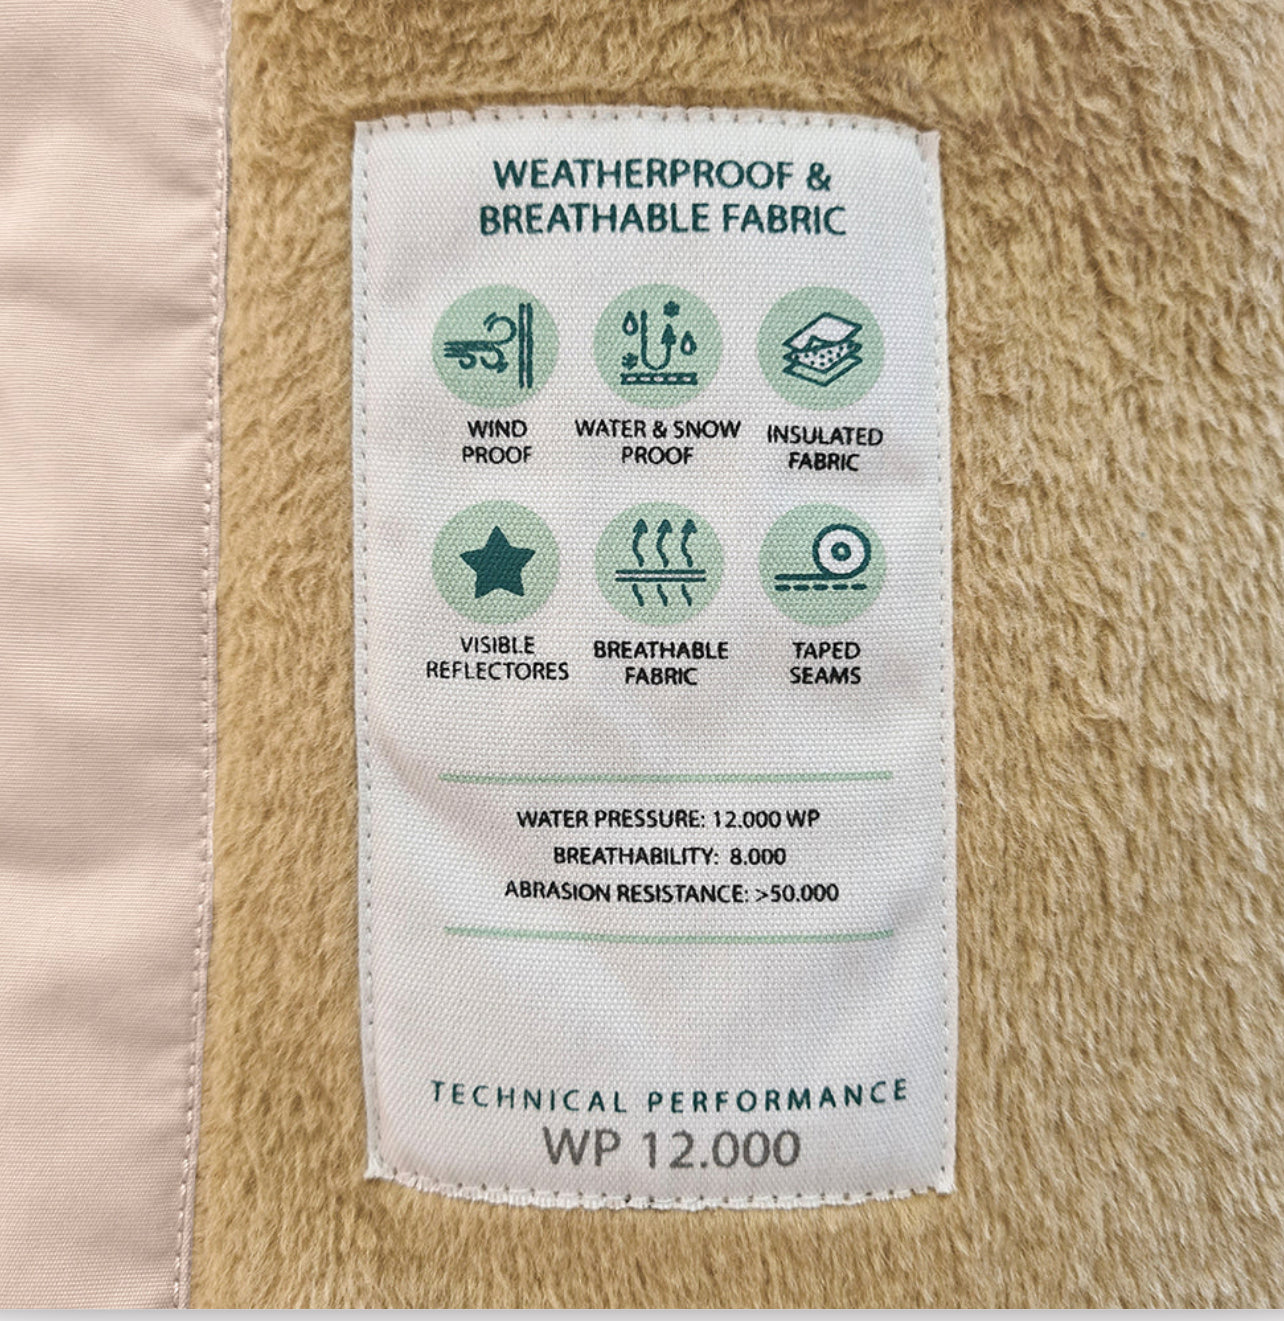 WEATHERPROOF &
BREATHABLE FABRIC
WIND
PROOF
WATER & SNOW
PROOF
INSULATED
FABRIC
VISIBLE
REFLECTORES
BREATHABLE
FABRIC
TAPED
SEAMS
WATER PRESSURE: 12.000 WP
BREATHABILITY: 8.000
ABRASION RESISTANCE: >50.000
TECHNICAL PERFORMANCE
WP 12.000